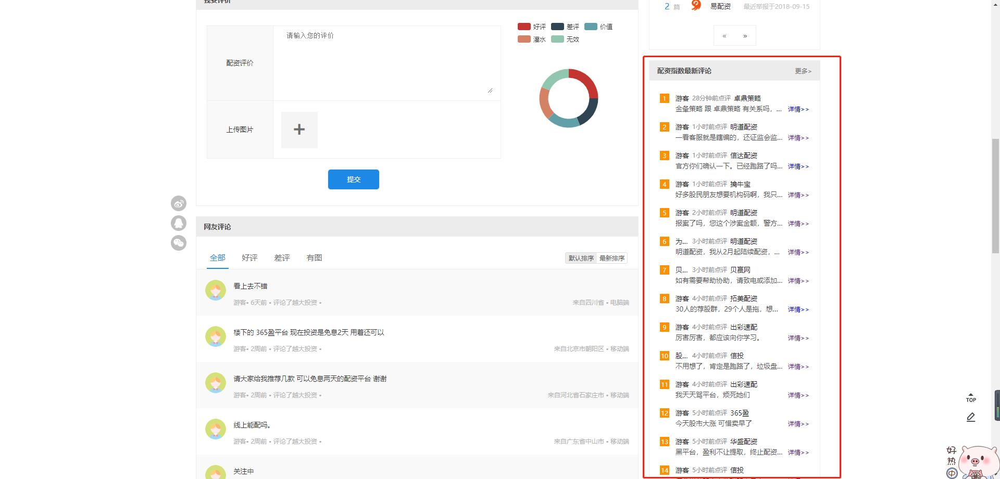 我要评价
配资评价
请输入您的评价
上传图片
+
提交
好评 差评 价值
灌水 无效
网友评论
全部 好评 差评 有图
默认排序 最新排序
看上去不错
游客• 6天前 • 评论了越大投资 •
来自四川省 • 电脑端
楼下的 365盈平台 现在投资是免息2天 用着还可以
游客• 2周前 • 评论了越大投资 •
来自北京市朝阳区 • 移动端
请大家给我推荐几款 可以免息两天的配资平台 谢谢
游客• 2周前 • 评论了越大投资 •
来自河北省石家庄市 • 移动端
线上能配吗。
游客• 2周前 • 评论了越大投资 •
来自广东省中山市 • 移动端
关注中
2 篇 易配资 最近举报于2018-09-15
« »
配资指数最新评论 更多>
1 游客 28分钟前点评 卓鼎策略
金夆策略 跟 卓鼎策略 有关系吗，... 详情>>
2 游客 1小时前点评 明道配资
一看客服就是瞎编的，还证监会监... 详情>>
3 游客 1小时前点评 信达配资
官方你们确认一下。已经跑路了吗... 详情>>
4 游客 1小时前点评 擒牛宝
好多股民朋友想要机构码啊，我只... 详情>>
5 游客 2小时前点评 明道配资
报案了吗，您这个涉案金额，警方... 详情>>
6 为... 3小时前点评 明道配资
明道配资，我从2月起陆续配资，... 详情>>
7 贝... 3小时前点评 贝赢网
如有需要帮助协助，请致电或添加... 详情>>
8 游客 4小时前点评 拓美配资
30人的荐股群，29个人是拖，想... 详情>>
9 游客 4小时前点评 出彩速配
厉害厉害，都应该向你学习。 详情>>
10 股... 4小时前点评 信投
不用想了，肯定是跑路了，垃圾盘... 详情>>
11 游客 4小时前点评 出彩速配
我天天骂平台，烦死她们 详情>>
12 游客 5小时前点评 365盈
今天股市大涨 可惜卖早了 详情>>
13 游客 5小时前点评 华盛配资
黑平台，盈利不让提取，终止配资... 详情>>
14 游客 5小时前点评 信投
TOP
好
热
中